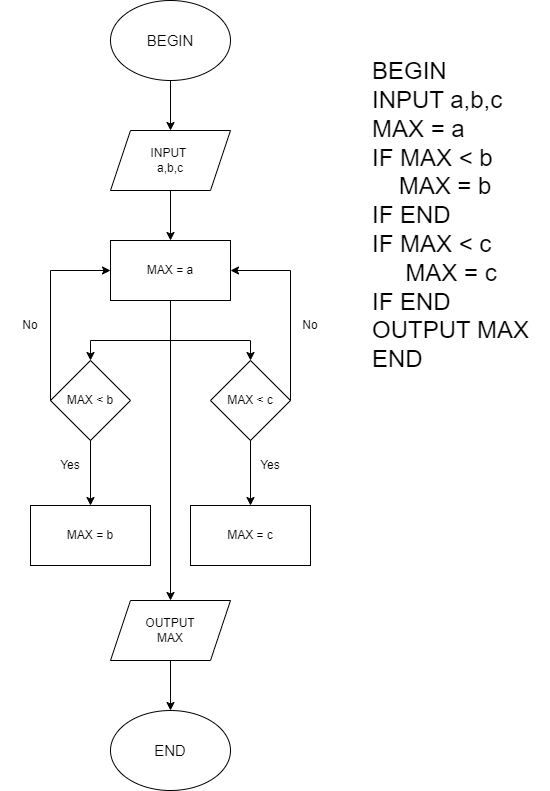 BEGIN
INPUT
a,b,c
MAX = a
No
No
MAX < b
MAX < c
Yes
Yes
MAX = b
MAX = c
OUTPUT
MAX
END
BEGIN
INPUT a,b,c
MAX = a
IF MAX < b
MAX = b
IF END
IF MAX < c
MAX = c
IF END
OUTPUT MAX
END